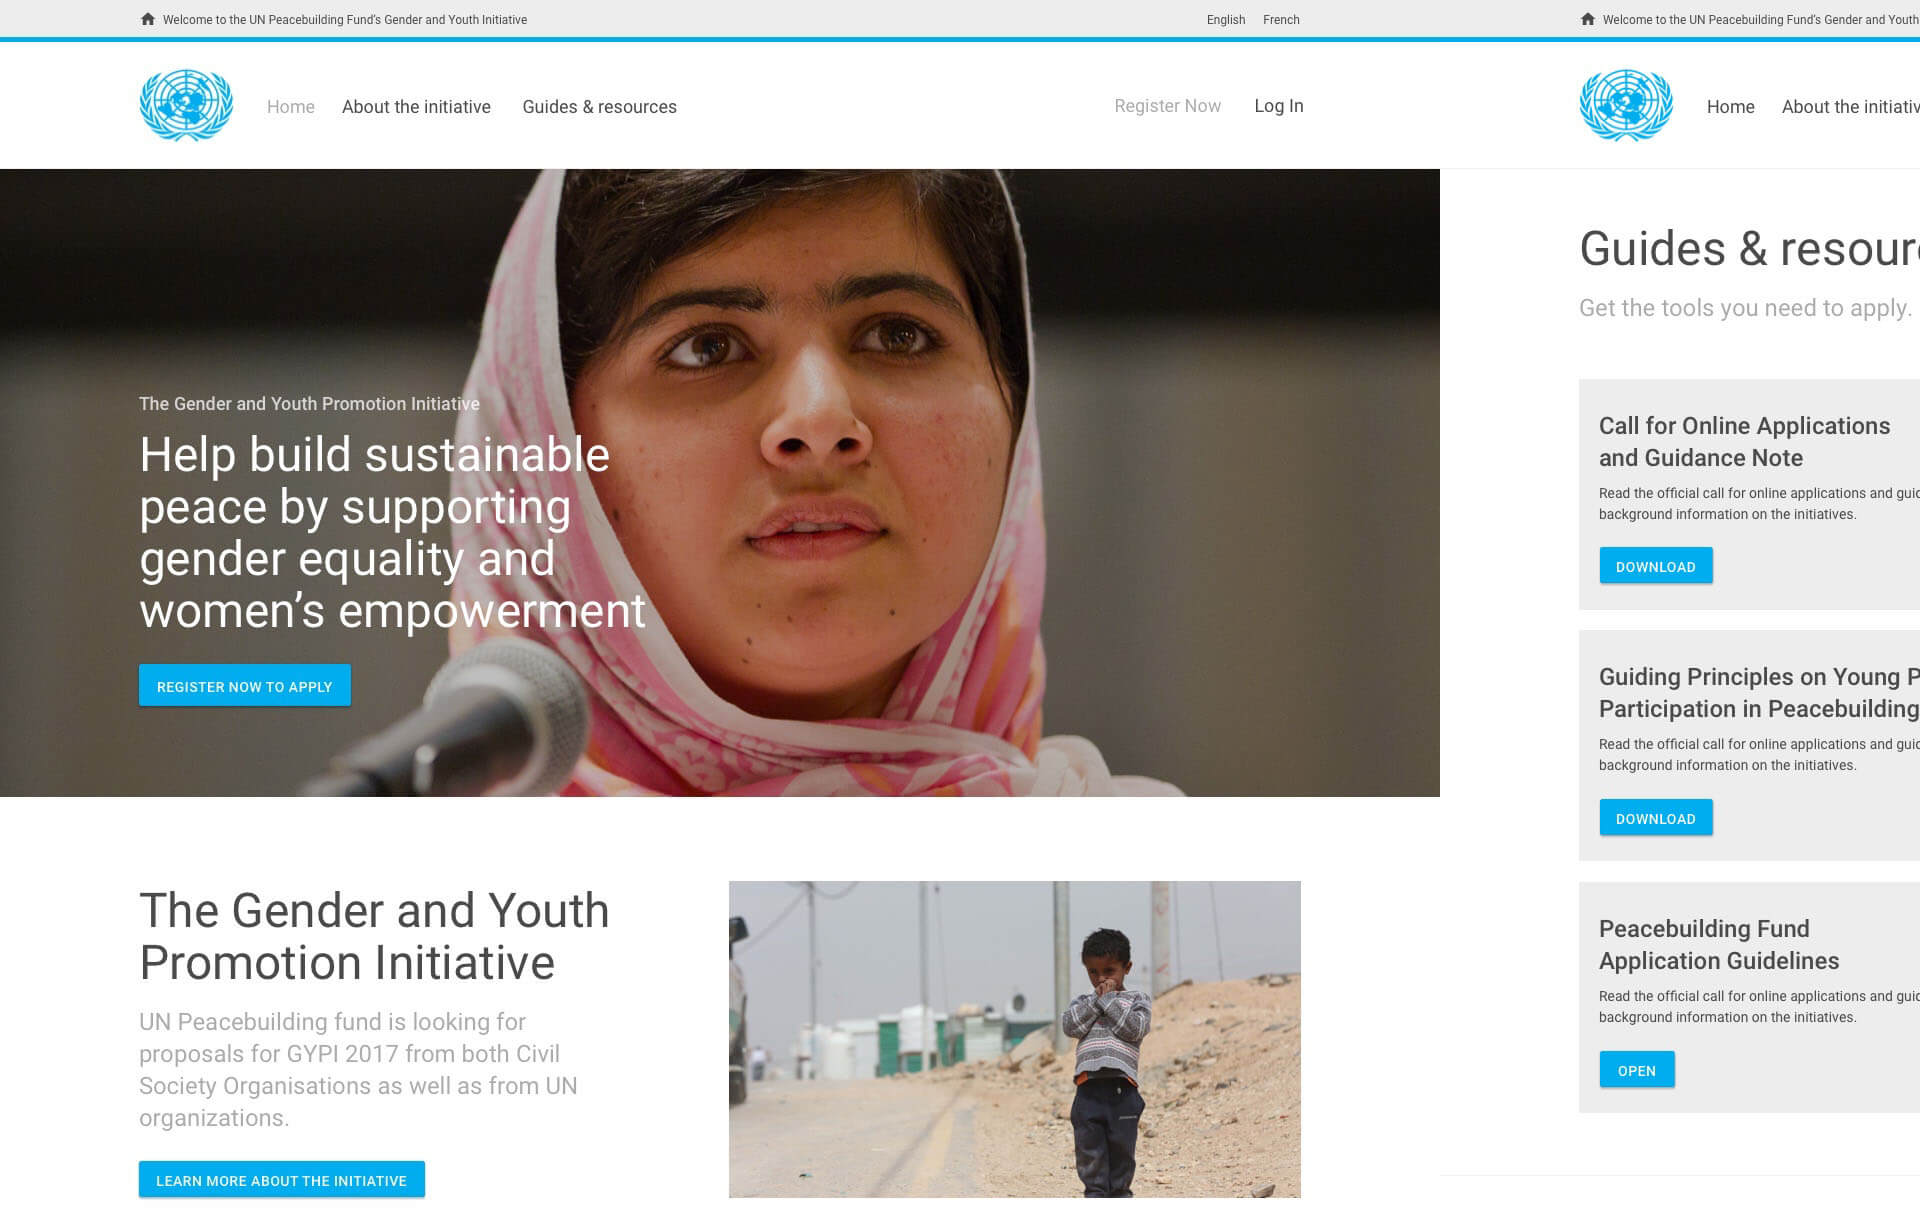 Welcome to the UN Peacebuilding Fund's Gender and Youth Initiative
English French
Home About the initiative Guides & resources
Register Now Log In
The Gender and Youth Promotion Initiative
Help build sustainable
peace by supporting
gender equality and
women's empowerment
REGISTER NOW TO APPLY
The Gender and Youth
Promotion Initiative
UN Peacebuilding fund is looking for
proposals for GYPI 2017 from both Civil
Society Organisations as well as from UN
organizations.
LEARN MORE ABOUT THE INITIATIVE
Welcome to the UN Peacebuilding Fund's Gender and Youth
Home About the initiativ
Guides & resour
Get the tools you need to apply.
Call for Online Applications
and Guidance Note
Read the official call for online applications and guid
background information on the initiatives.
DOWNLOAD
Guiding Principles on Young P
Participation in Peacebuilding
Read the official call for online applications and guid
background information on the initiatives.
DOWNLOAD
Peacebuilding Fund
Application Guidelines
Read the official call for online applications and guid
background information on the initiatives.
OPEN